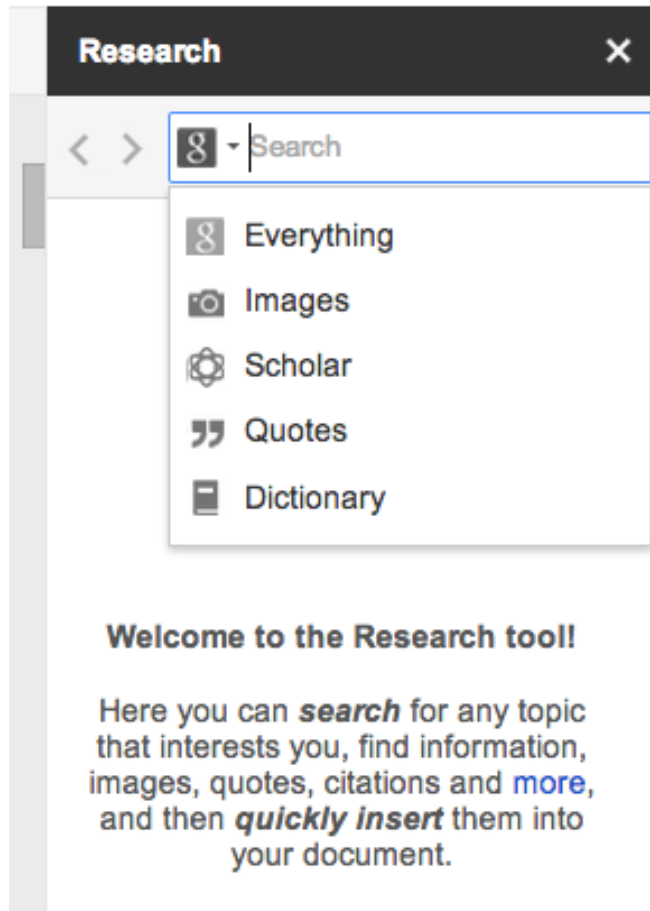 Research
Search
Everything
Images
Scholar
Quotes
Dictionary
Welcome to the Research tool!
Here you can search for any topic
that interests you, find information,
images, quotes, citations and more,
and then quickly insert them into
your document.